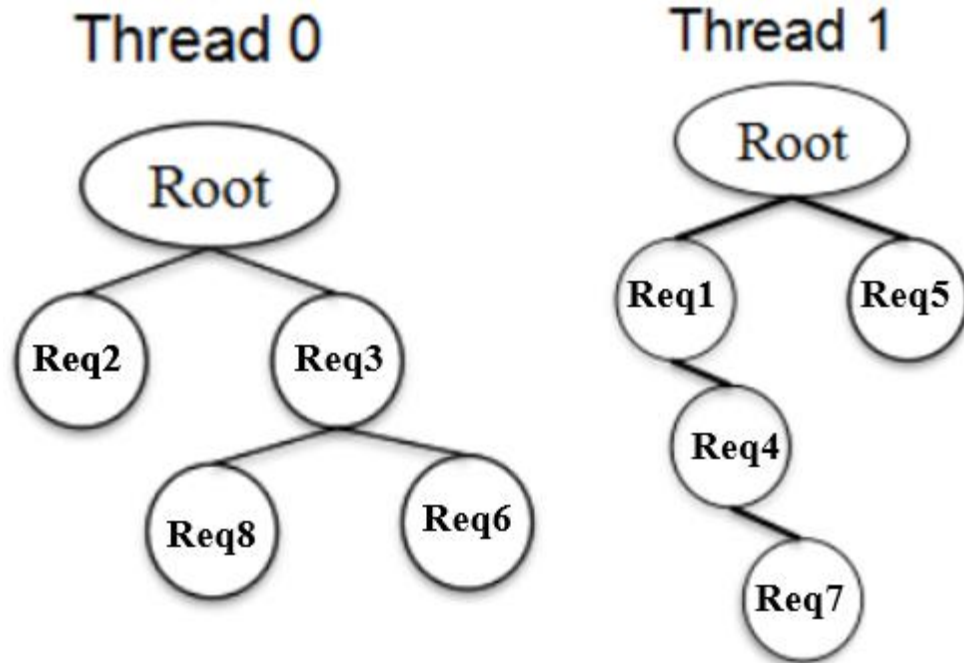 Thread 0
Root
Req2
Req3
Req8
Req6
Thread 1
Root
Req1
Req5
Req4
Req7